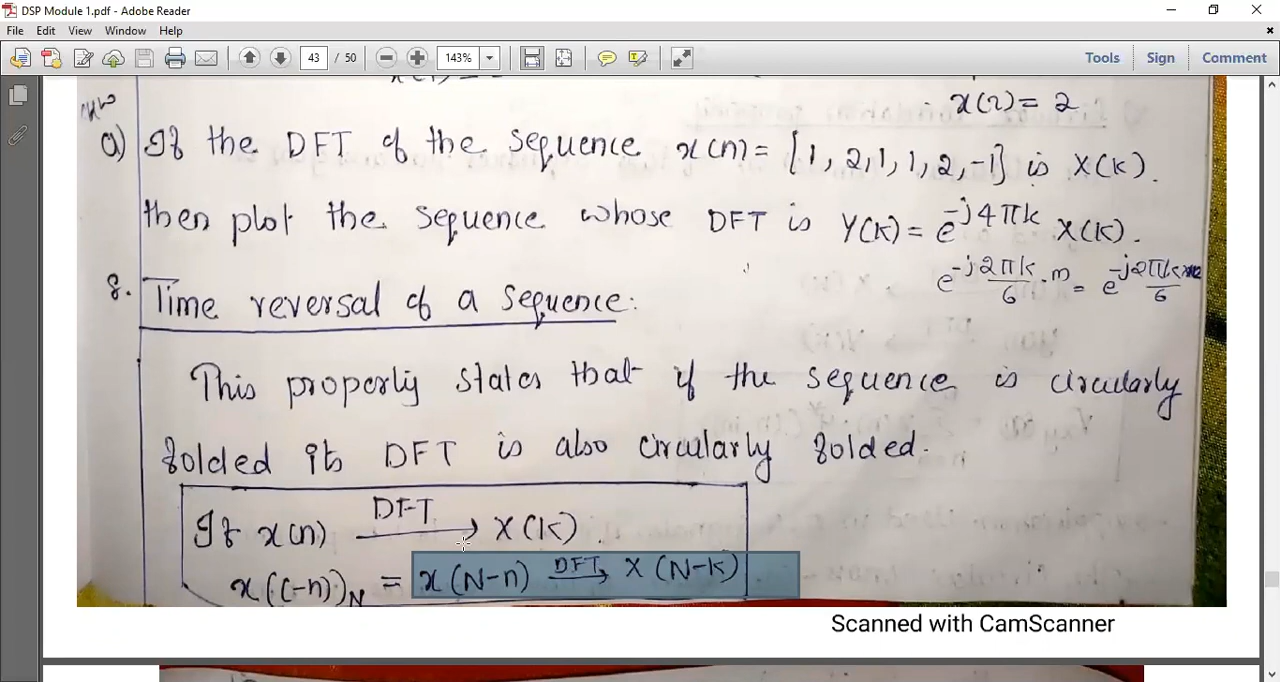 DSP Module 1.pdf - Adobe Reader
File Edit View Window Help
43 / 50 143% Tools Sign Comment
x(2) = 2
Q) If the DFT of the sequence x(n) = {1, 2, 1, 1, 2, -1} is X(k).
then plot the sequence whose DFT is Y(k) = e^{-j4πk} X(k).
e^{-j2πk/6 · m} = e^{-j2πk
8. Time reversal of a sequence:
This property states that if the sequence is circularly
folded its DFT is also circularly folded.
If x(n) DFT→ X(k).
x((-n))_N = x(N-n) DFT→ X(N-k)
Scanned with CamScanner